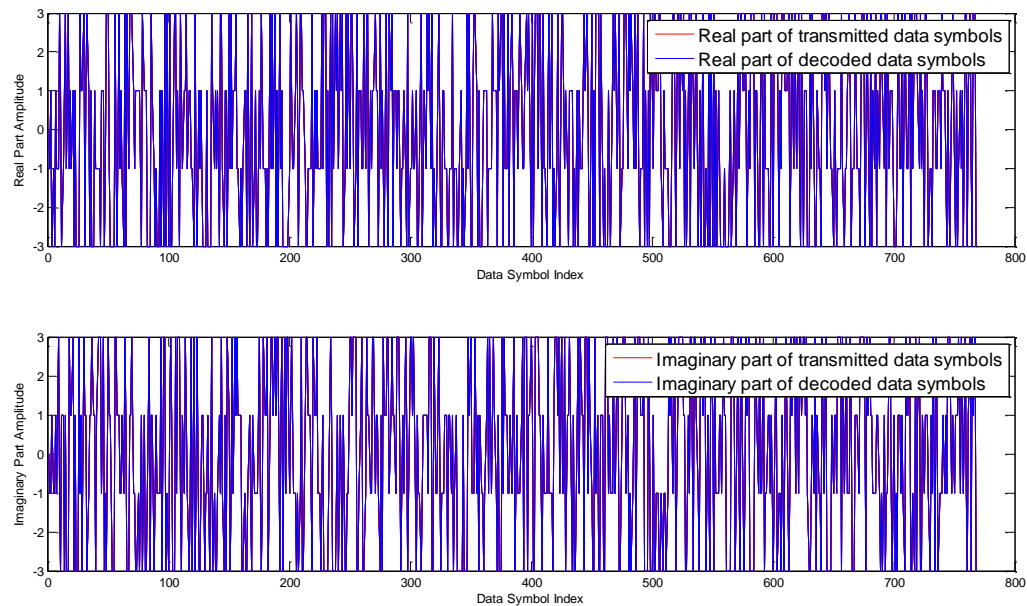 3
2
1
0
-1
-2
-3
Real Part Amplitude
Real part of transmitted data symbols
Real part of decoded data symbols
0 100 200 300 400 500 600 700 800
Data Symbol Index
3
2
1
0
-1
-2
-3
Imaginary Part Amplitude
Imaginary part of transmitted data symbols
Imaginary part of decoded data symbols
0 100 200 300 400 500 600 700 800
Data Symbol Index